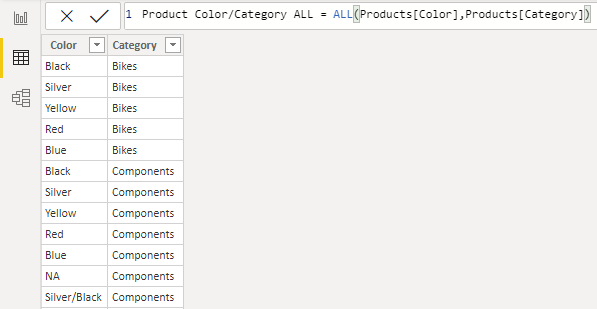 1 Product Color/Category ALL = ALL(Products[Color],Products[Category])
Color Category
Black Bikes
Silver Bikes
Yellow Bikes
Red Bikes
Blue Bikes
Black Components
Silver Components
Yellow Components
Red Components
Blue Components
NA Components
Silver/Black Components